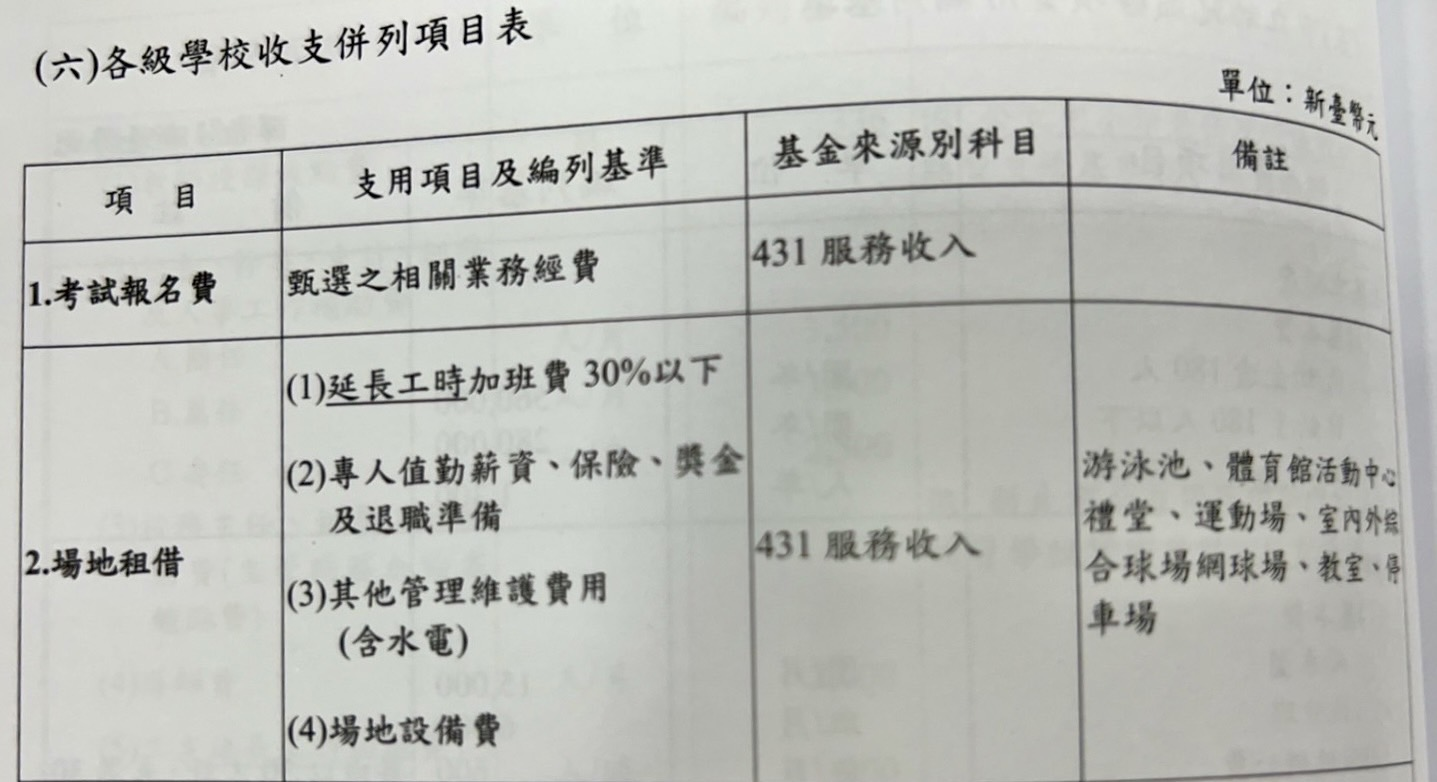 (六)各級學校收支併列項目表
單位：新臺幣元
項 目
支用項目及編列基準
基金來源別科目
備註
1.考試報名費
甄選之相關業務經費
431 服務收入
2.場地租借
(1)延長工時加班費 30%以下
(2)專人值勤薪資、保險、獎金
及退職準備
(3)其他管理維護費用
(含水電)
(4)場地設備費
431 服務收入
游泳池、體育館活動中心
禮堂、運動場、室內外綜
合球場網球場、教室、停
車場